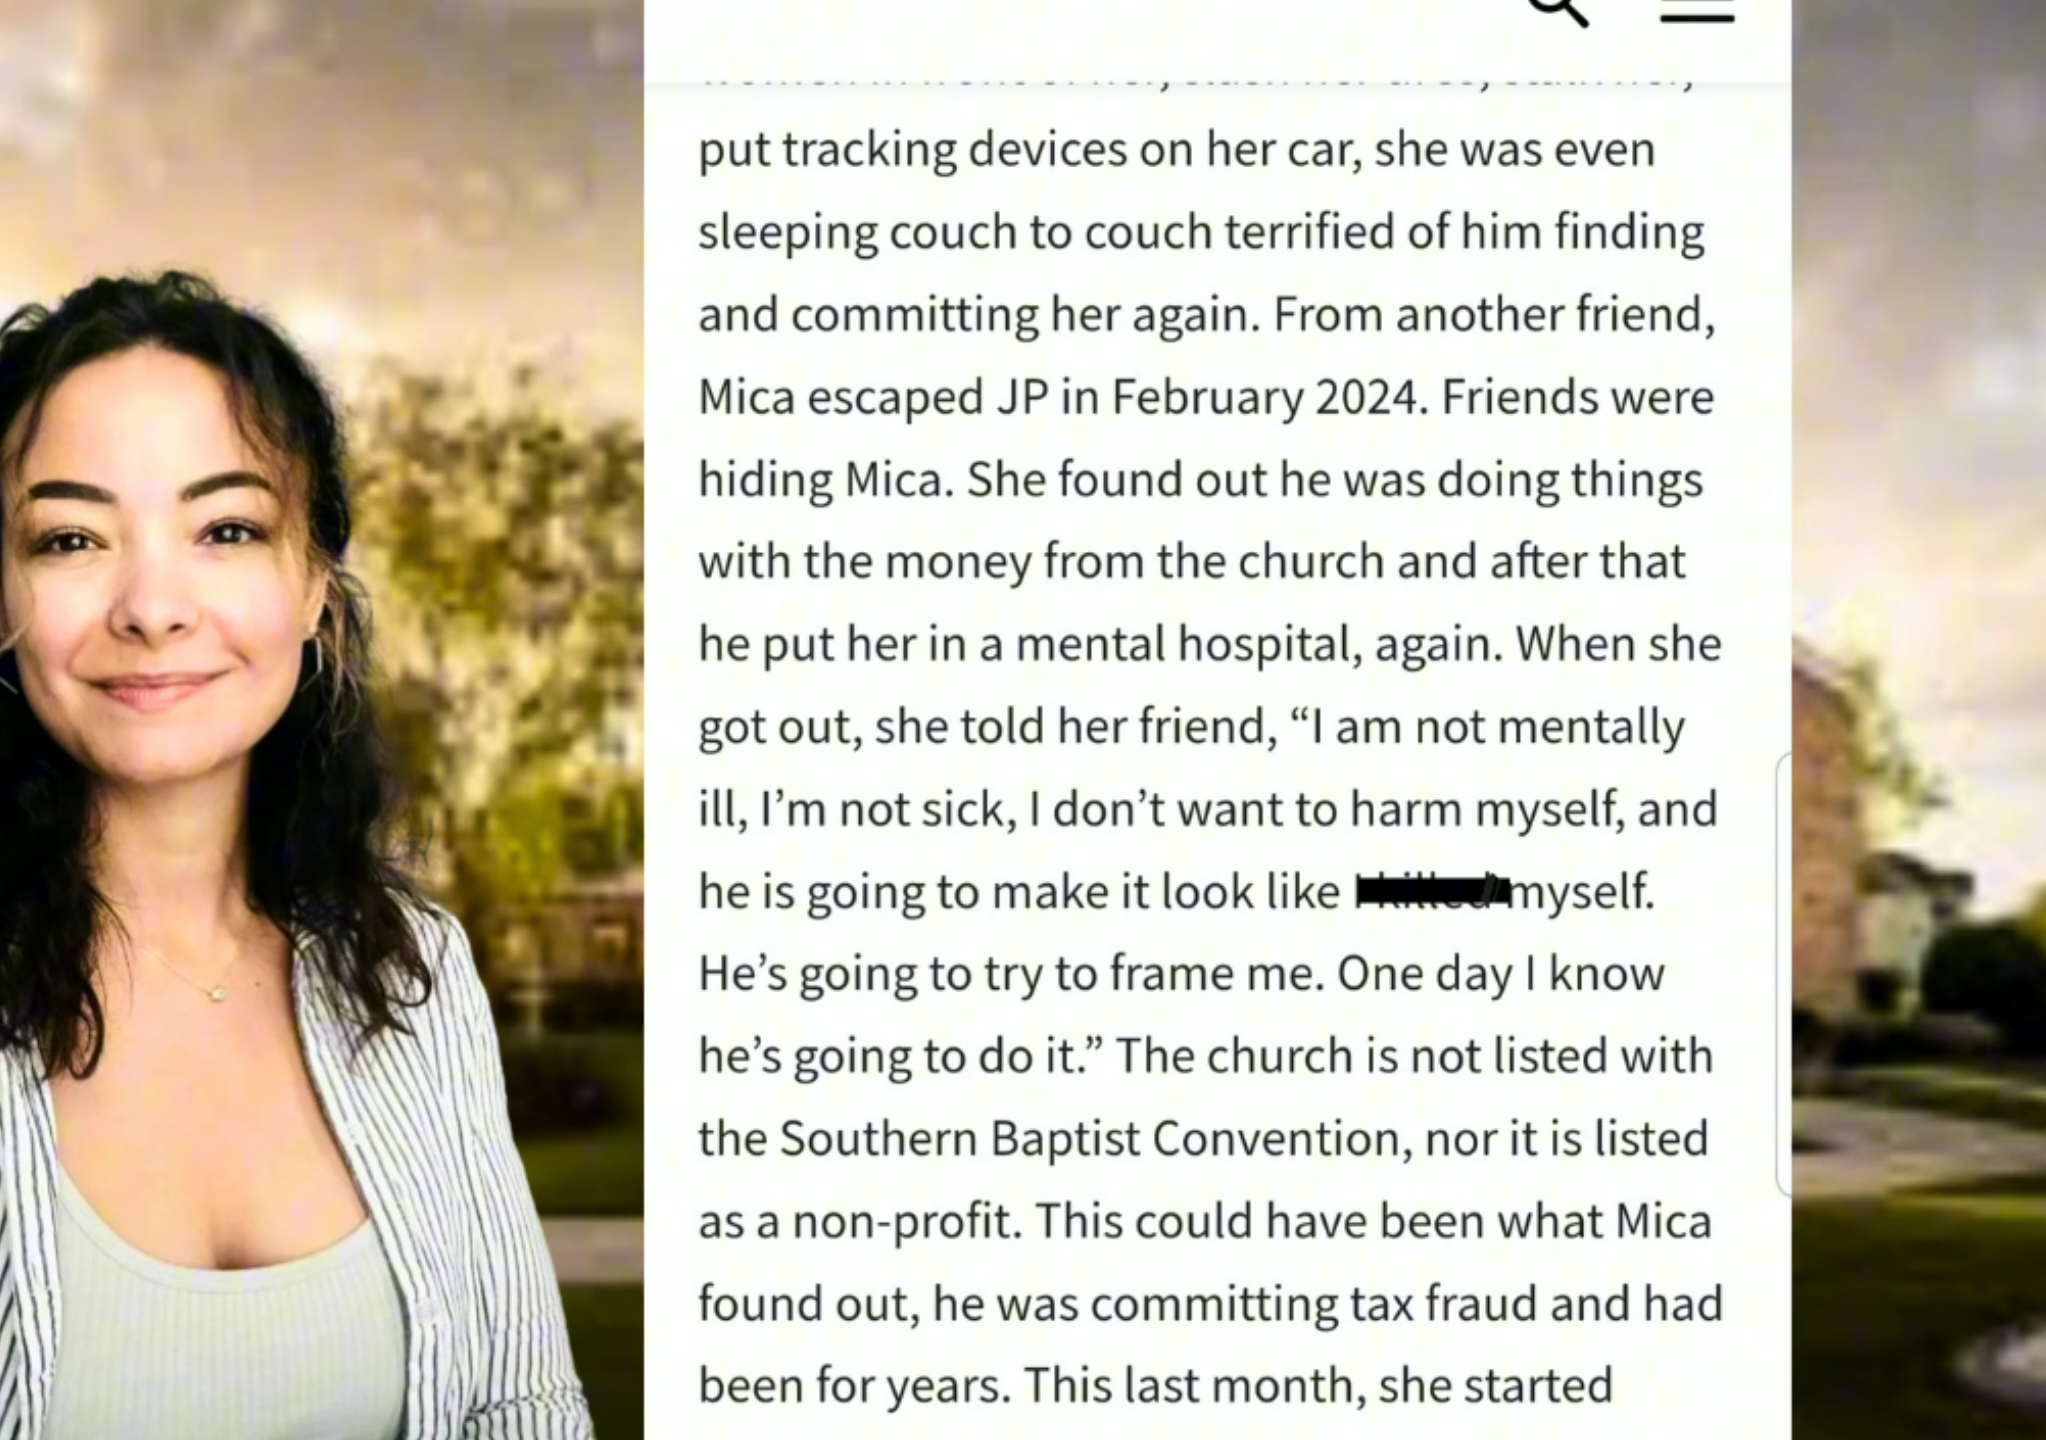 put tracking devices on her car, she was even
sleeping couch to couch terrified of him finding
and committing her again. From another friend,
Mica escaped JP in February 2024. Friends were
hiding Mica. She found out he was doing things
with the money from the church and after that
he put her in a mental hospital, again. When she
got out, she told her friend, “I am not mentally
ill, I’m not sick, I don’t want to harm myself, and
he is going to make it look like I killed myself.
He’s going to try to frame me. One day I know
he’s going to do it.” The church is not listed with
the Southern Baptist Convention, nor it is listed
as a non-profit. This could have been what Mica
found out, he was committing tax fraud and had
been for years. This last month, she started